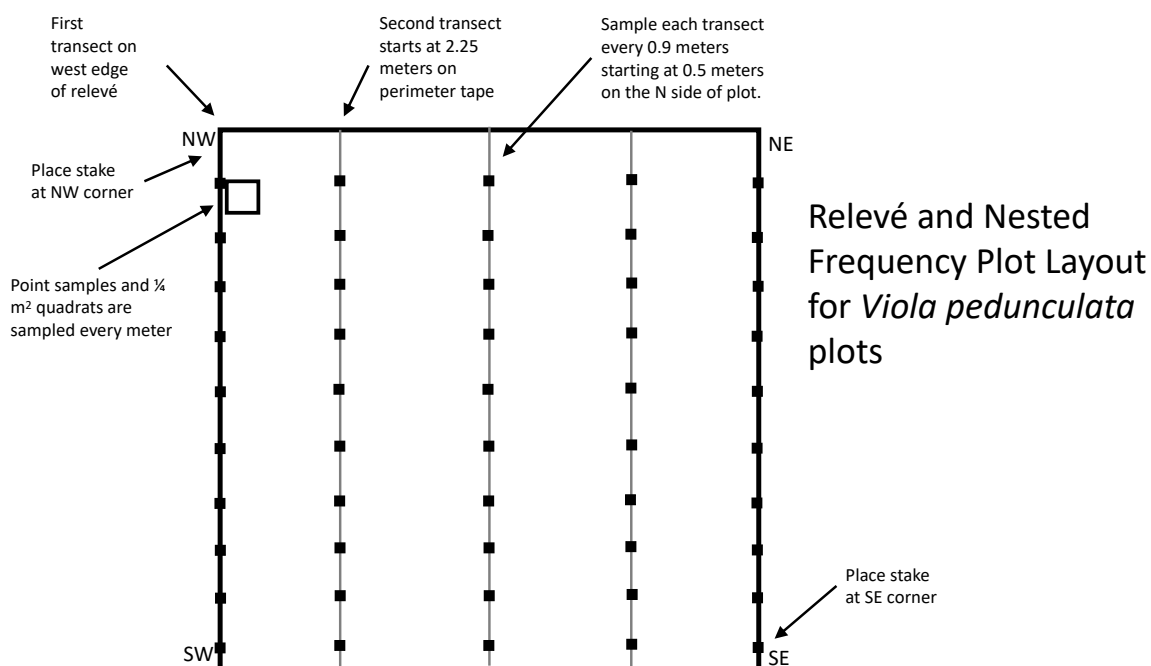 First
transect on
west edge
of relevé
Second transect
starts at 2.25
meters on
perimeter tape
Sample each transect
every 0.9 meters
starting at 0.5 meters
on the N side of plot.
NW
NE
Place stake
at NW corner
Relevé and Nested
Frequency Plot Layout
for Viola pedunculata
plots
Point samples and ¼
m² quadrats are
sampled every meter
Place stake
at SE corner
SW
SE